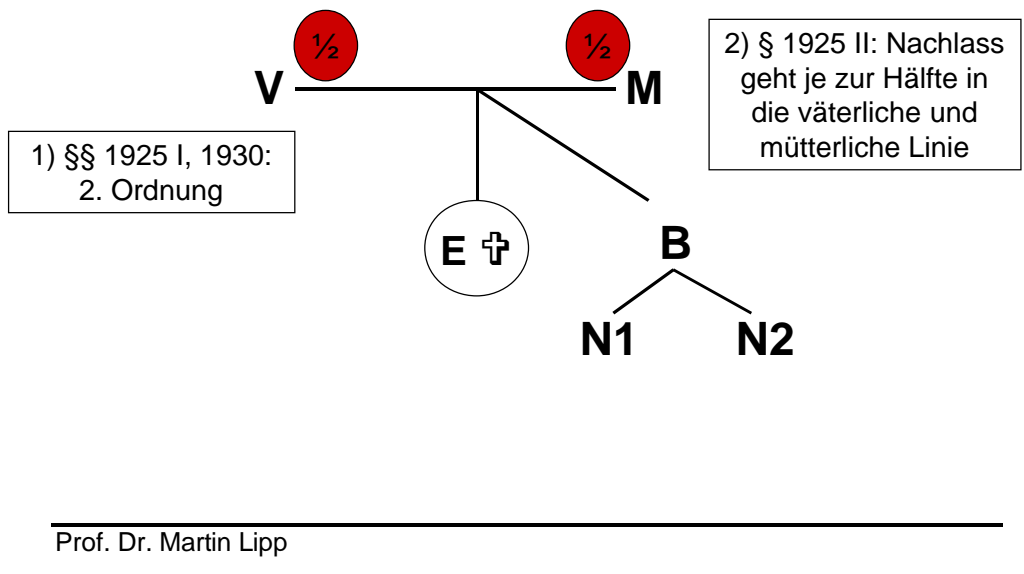 ½ ½
V M
2) § 1925 II: Nachlass
geht je zur Hälfte in
die väterliche und
mütterliche Linie
1) §§ 1925 I, 1930:
2. Ordnung
E ✞
B
N1 N2
Prof. Dr. Martin Lipp